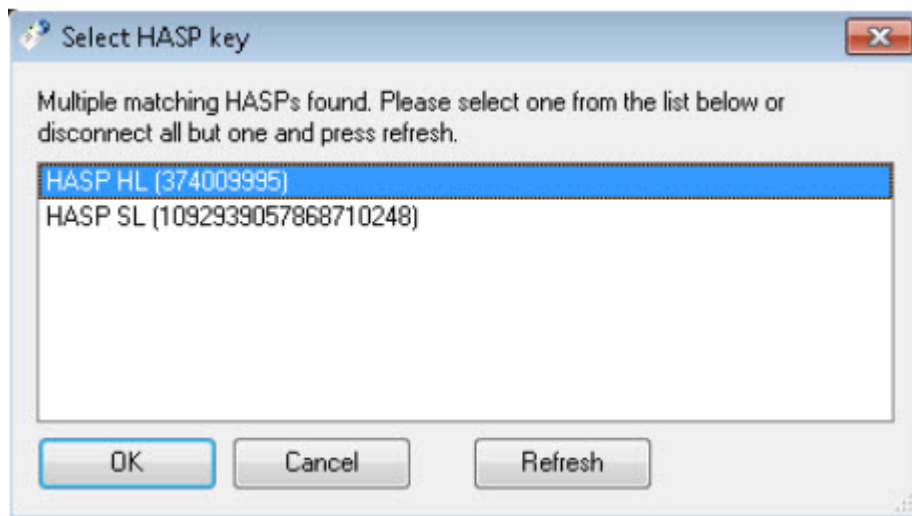 Select HASP key
Multiple matching HASPs found. Please select one from the list below or
disconnect all but one and press refresh.
HASP HL (374009995)
HASP SL (1092939057868710248)
OK Cancel Refresh